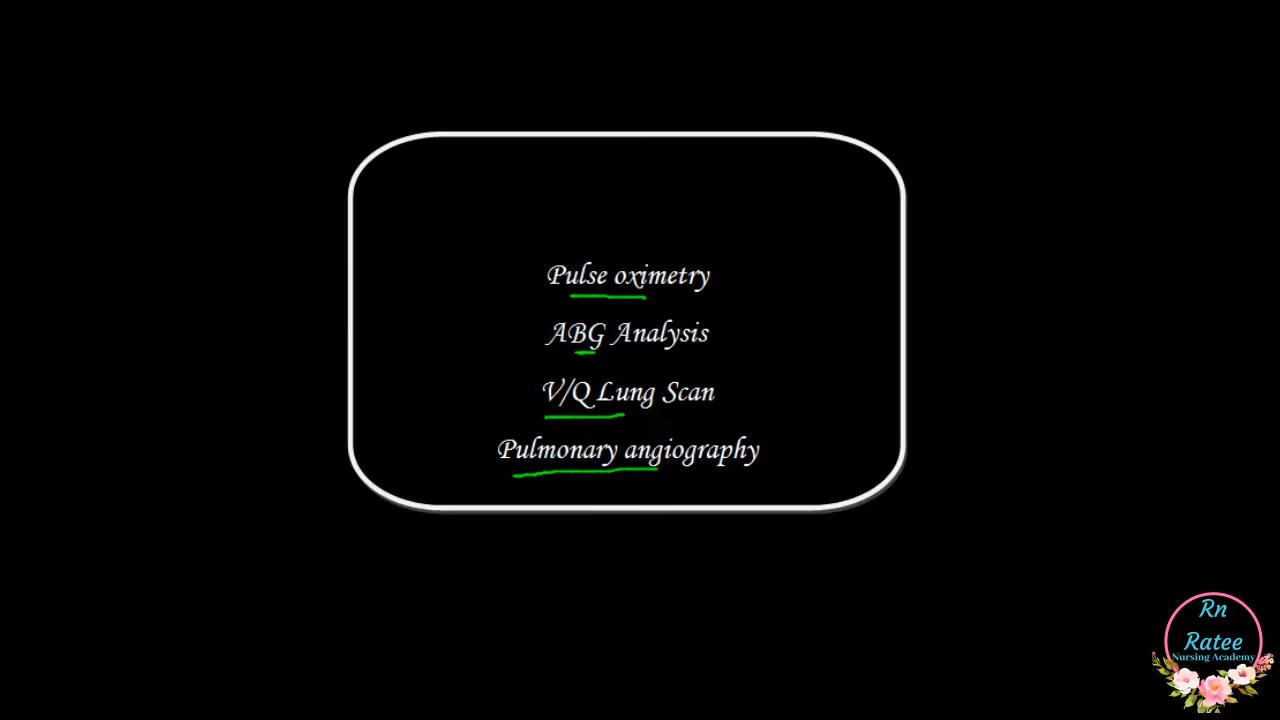 Pulse oximetry
ABG Analysis
V/Q Lung Scan
Pulmonary angiography
Rn
Ratee
Nursing Academy